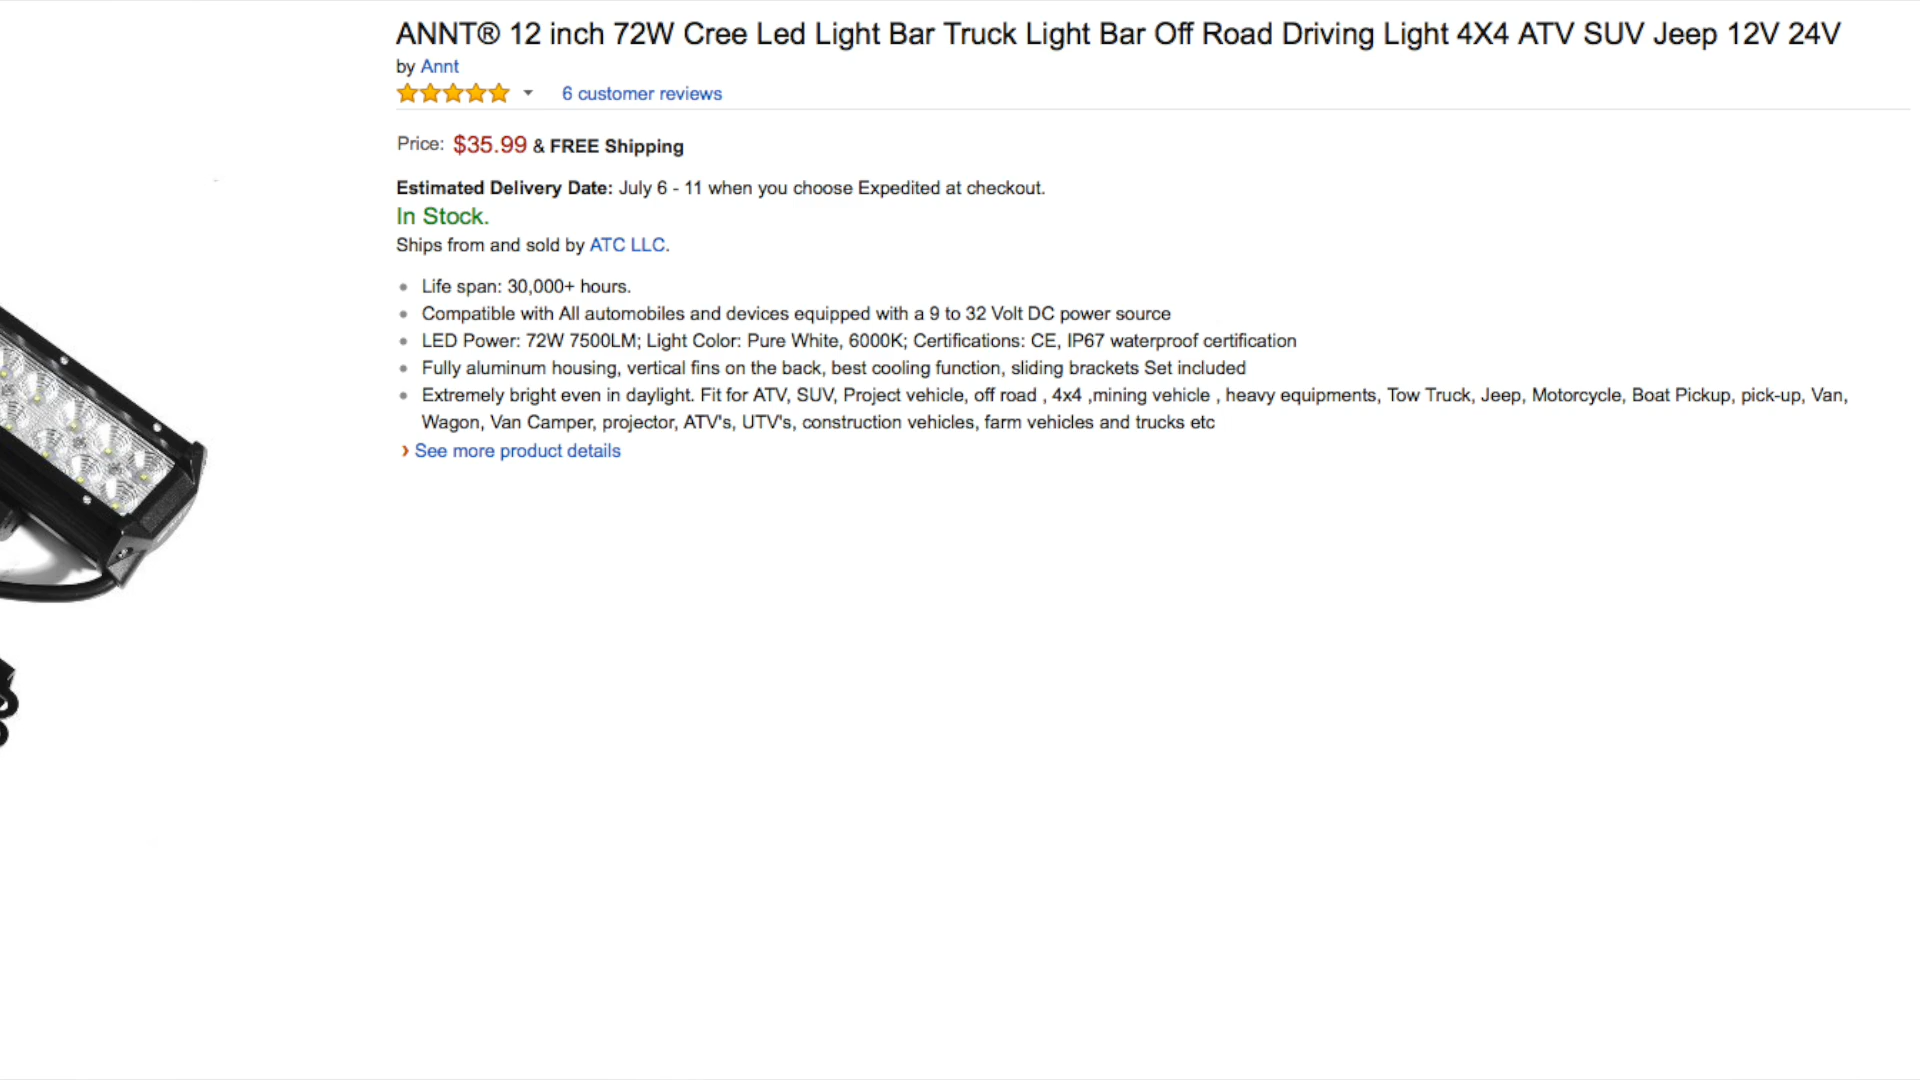 ANNT® 12 inch 72W Cree Led Light Bar Truck Light Bar Off Road Driving Light 4X4 ATV SUV Jeep 12V 24V
by Annt
6 customer reviews
Price: $35.99 & FREE Shipping
Estimated Delivery Date: July 6 - 11 when you choose Expedited at checkout.
In Stock.
Ships from and sold by ATC LLC.
Life span: 30,000+ hours.
Compatible with All automobiles and devices equipped with a 9 to 32 Volt DC power source
LED Power: 72W 7500LM; Light Color: Pure White, 6000K; Certifications: CE, IP67 waterproof certification
Fully aluminum housing, vertical fins on the back, best cooling function, sliding brackets Set included
Extremely bright even in daylight. Fit for ATV, SUV, Project vehicle, off road , 4x4 ,mining vehicle , heavy equipments, Tow Truck, Jeep, Motorcycle, Boat Pickup, pick-up, Van,
Wagon, Van Camper, projector, ATV's, UTV's, construction vehicles, farm vehicles and trucks etc
› See more product details